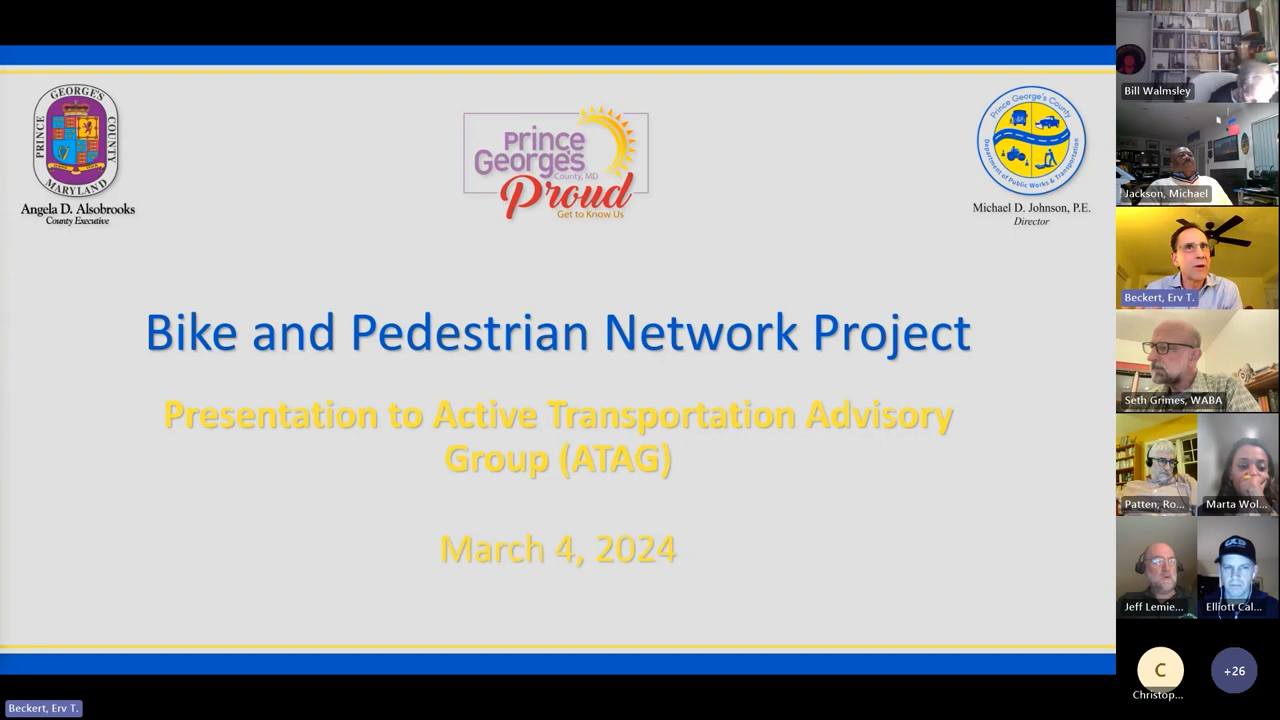 PRINCE GEORGE'S COUNTY
MARYLAND
Angela D. Alsobrooks
County Executive
Prince
George's
County, MD
Proud
Get to Know Us
Prince George's County
Department of Public Works & Transportation
Michael D. Johnson, P.E.
Director
Bike and Pedestrian Network Project
Presentation to Active Transportation Advisory
Group (ATAG)
March 4, 2024
Beckert, Erv T.
Bill Walmsley
Jackson, Michael
Beckert, Erv T.
Seth Grimes, WABA
Patten, Ro...
Marta Wol...
Jeff Lemie...
Elliott Cal...
C
Christop...
+26